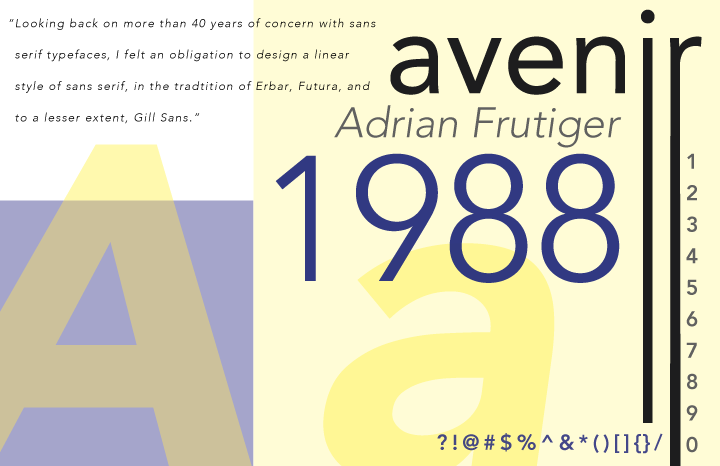 “Looking back on more than 40 years of concern with sans
serif typefaces, I felt an obligation to design a linear
style of sans serif, in the tradtition of Erbar, Futura, and
to a lesser extent, Gill Sans.”
avenir
Adrian Frutiger
1988
A
a
1
2
3
4
5
6
7
8
9
0
?!@#$%^&*()[]{}/